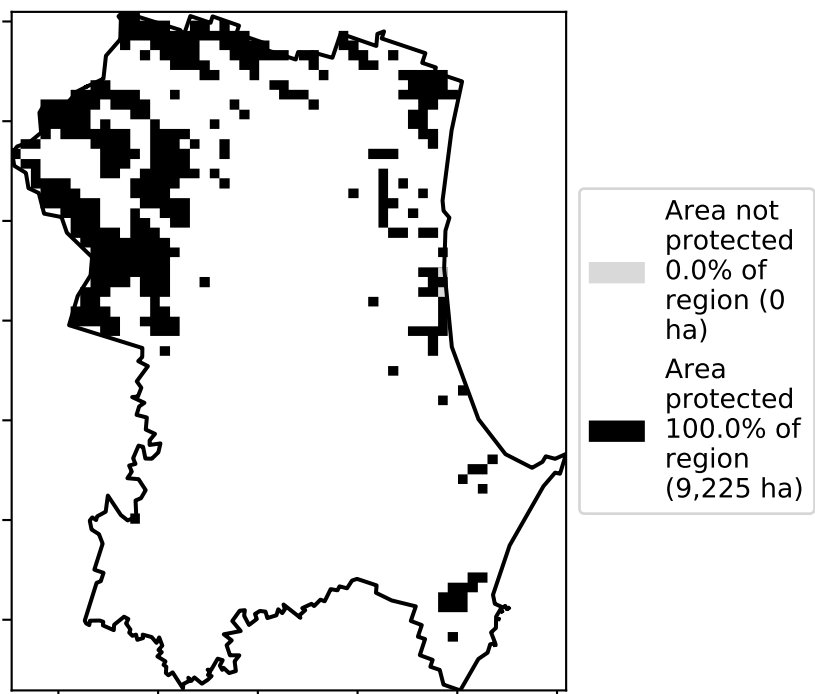 Area not
protected
0.0% of
region (0
ha)
Area
protected
100.0% of
region
(9,225 ha)